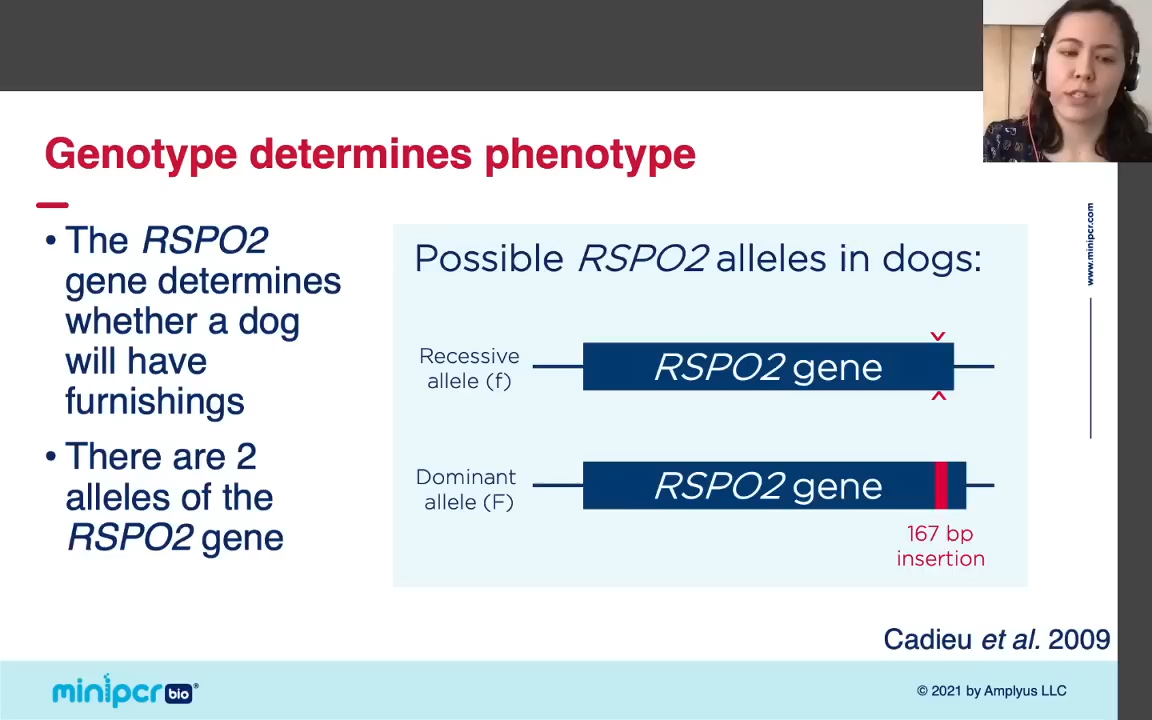 Genotype determines phenotype
• The RSPO2
gene determines
whether a dog
will have
furnishings
• There are 2
alleles of the
RSPO2 gene
Possible RSPO2 alleles in dogs:
Recessive
allele (f)
RSPO2 gene
Dominant
allele (F)
RSPO2 gene
167 bp
insertion
Cadieu et al. 2009
www.minipcr.com
minipcr bio®
© 2021 by Amplyus LLC